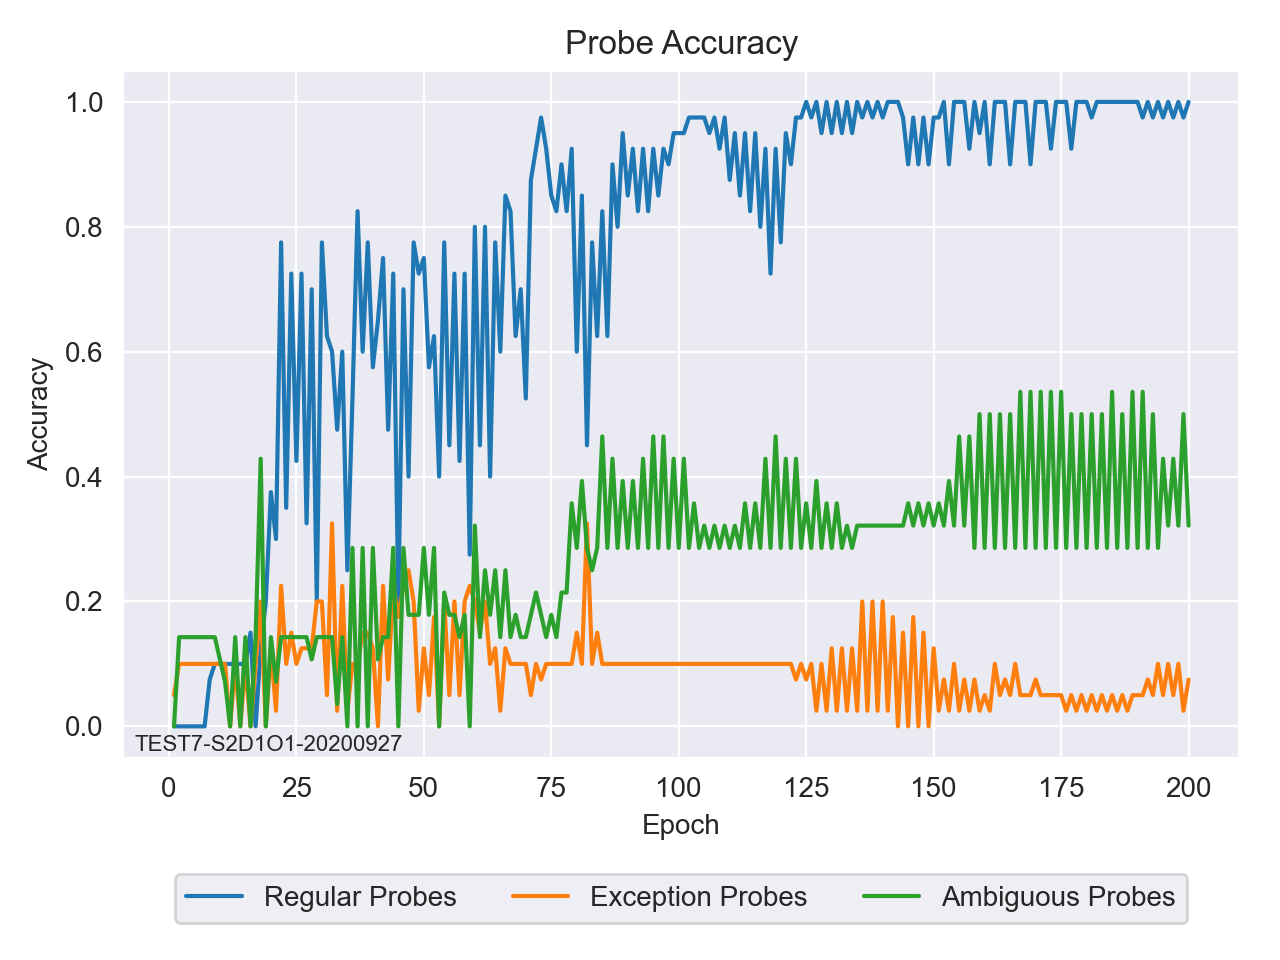 Probe Accuracy
1.0
0.8
0.6
0.4
0.2
0.0
Accuracy
TEST7-S2D1O1-20200927
0 25 50 75 100 125 150 175 200
Epoch
Regular Probes Exception Probes Ambiguous Probes